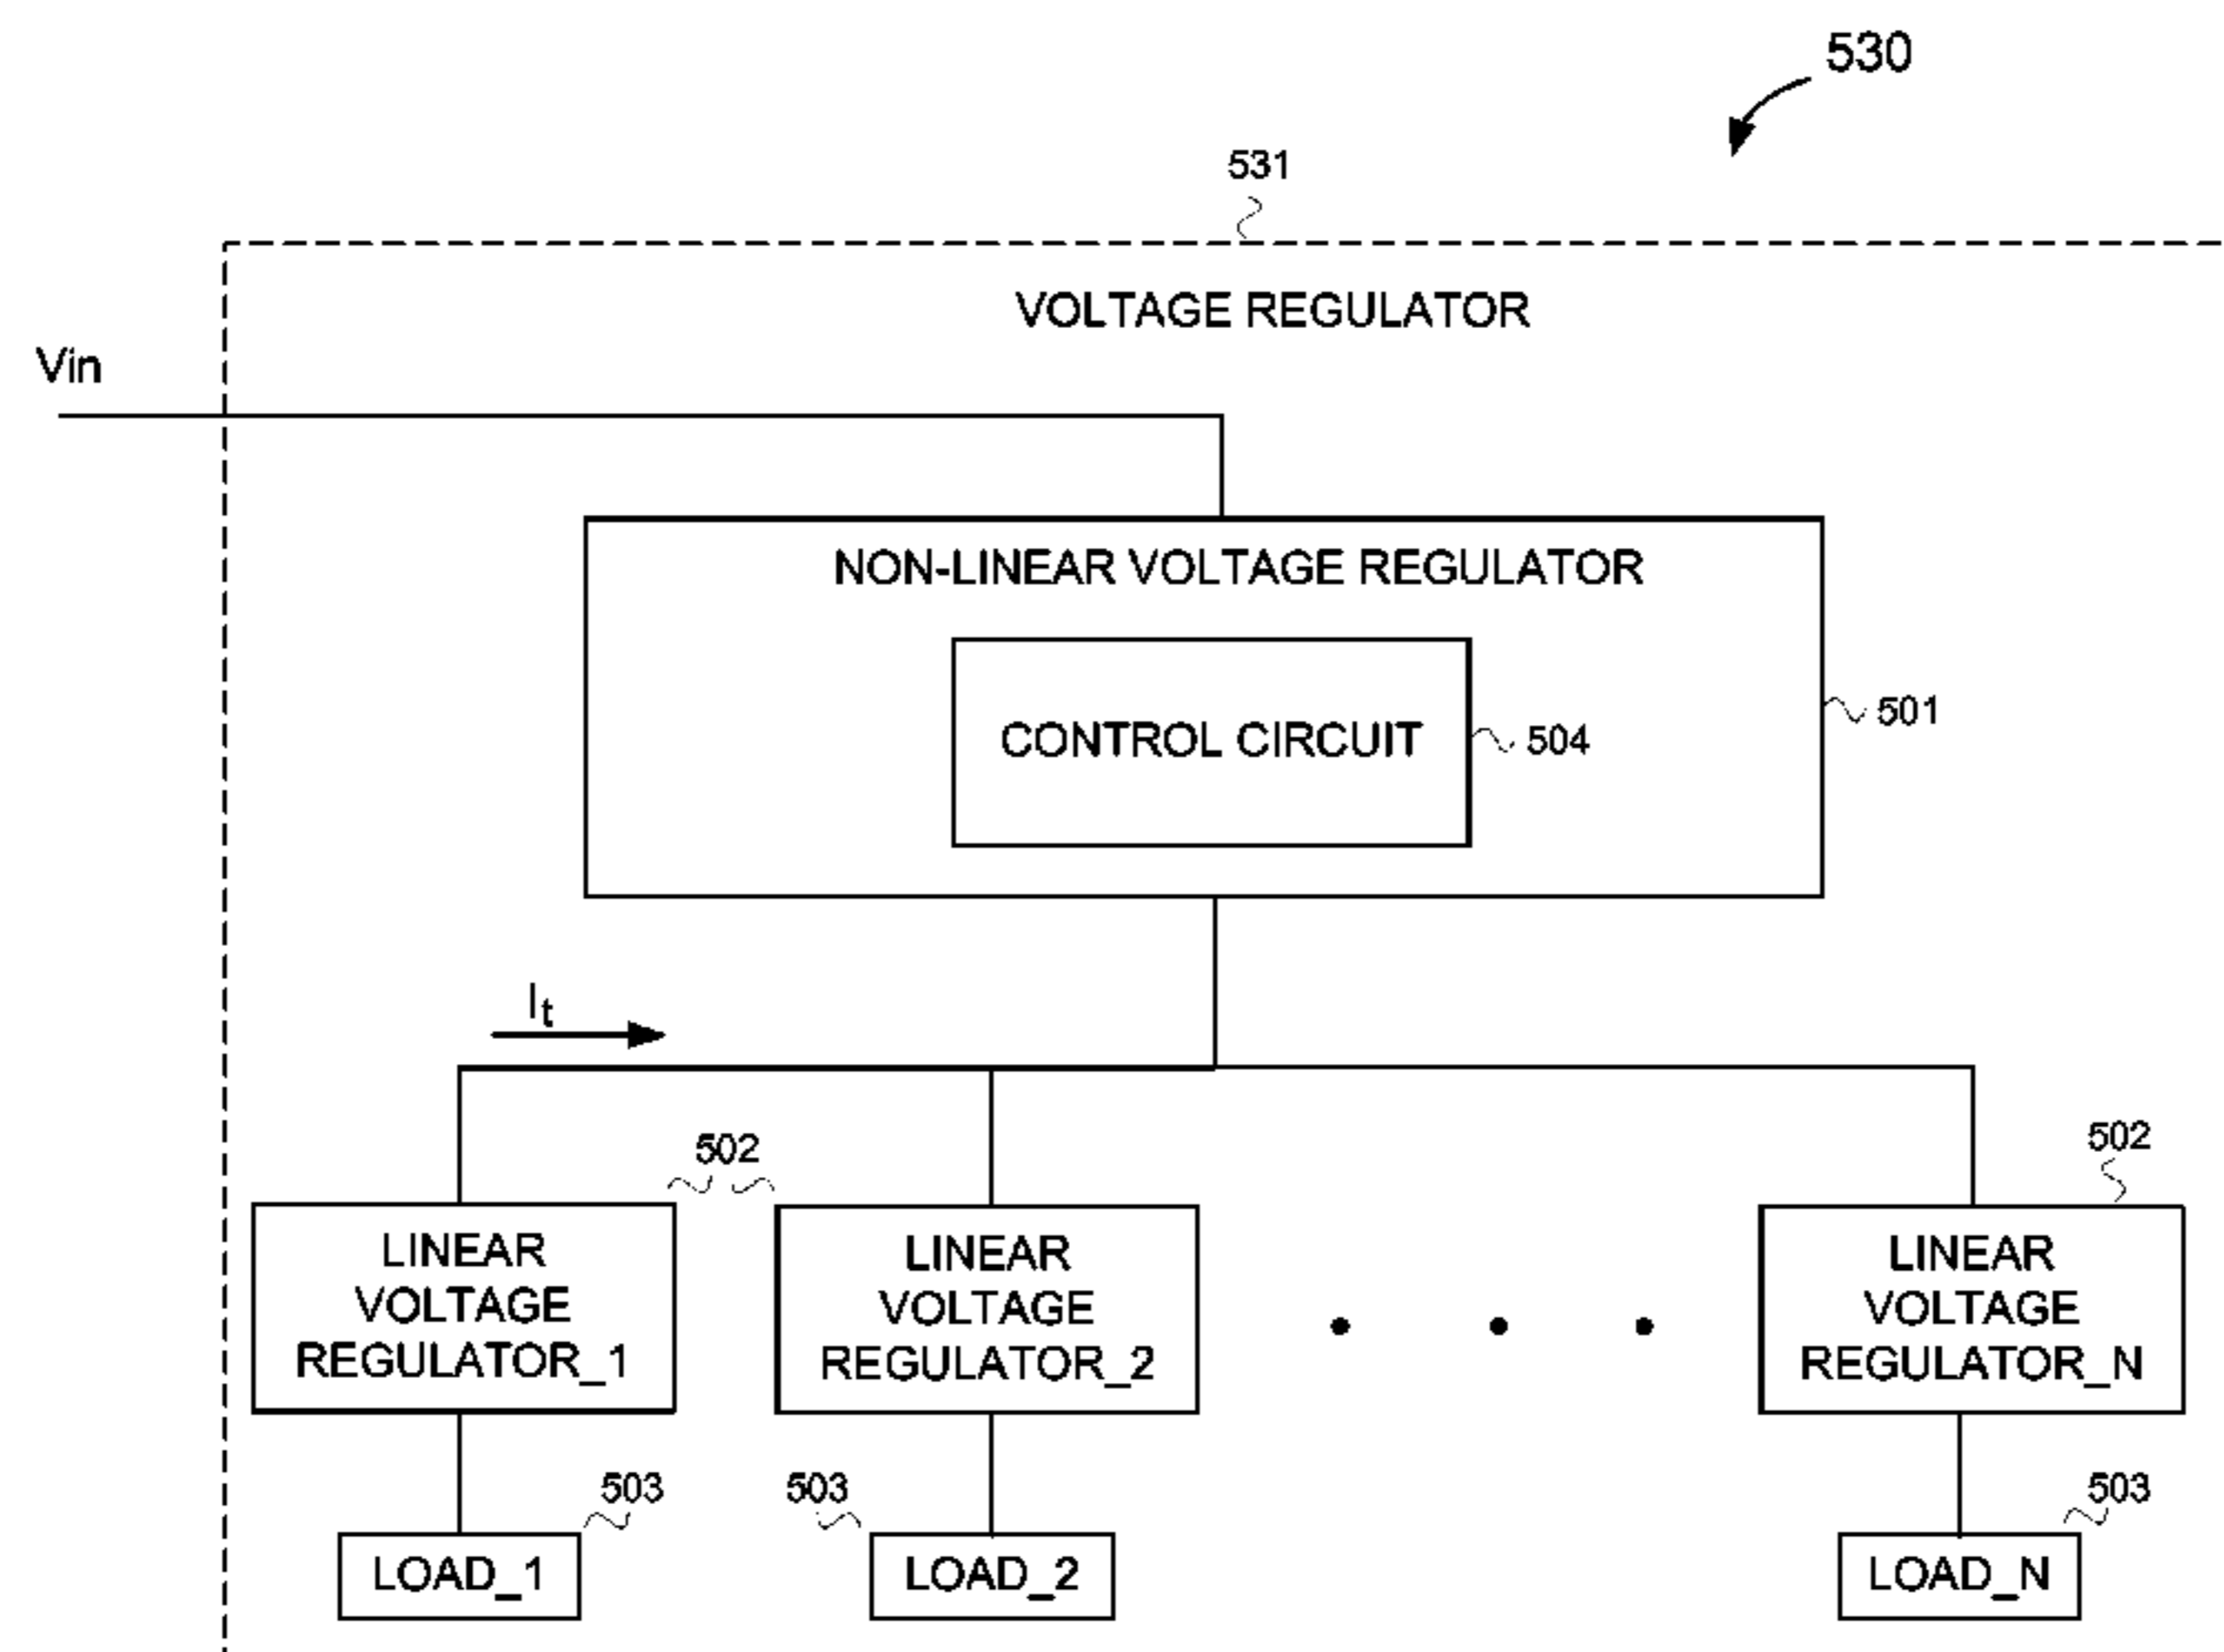 530
531
VOLTAGE REGULATOR
Vin
NON-LINEAR VOLTAGE REGULATOR
CONTROL CIRCUIT
501
504
It
502
502
LINEAR
VOLTAGE
REGULATOR_1
LINEAR
VOLTAGE
REGULATOR_2
LINEAR
VOLTAGE
REGULATOR_N
503
503
503
LOAD_1
LOAD_2
LOAD_N